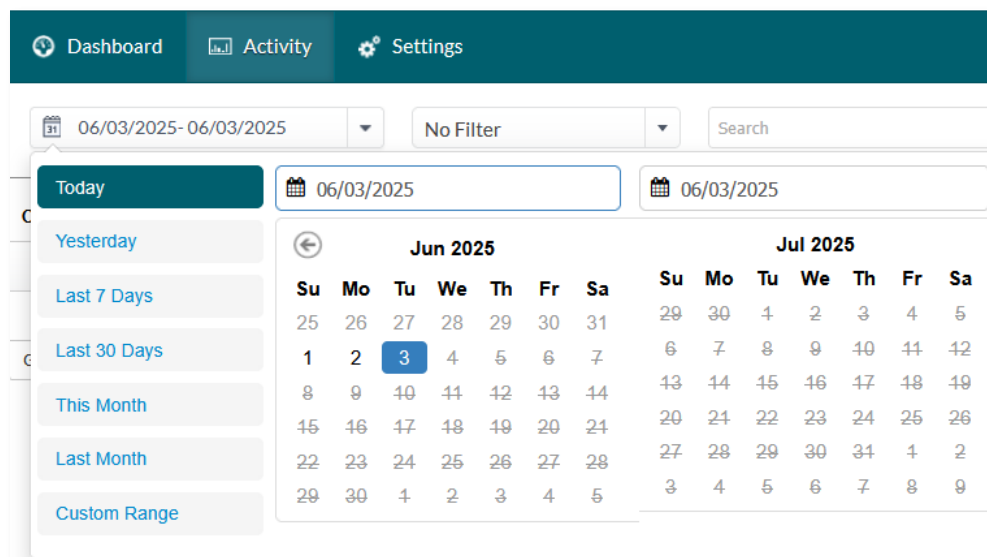 Dashboard Activity Settings
31 06/03/2025- 06/03/2025 No Filter Search
Today 06/03/2025 06/03/2025
Yesterday
Last 7 Days
Last 30 Days
This Month
Last Month
Custom Range
Jun 2025
Su Mo Tu We Th Fr Sa
25 26 27 28 29 30 31
1 2 3 4 5 6 7
8 9 10 11 12 13 14
15 16 17 18 19 20 21
22 23 24 25 26 27 28
29 30 1 2 3 4 5
Jul 2025
Su Mo Tu We Th Fr Sa
29 30 1 2 3 4 5
6 7 8 9 10 11 12
13 14 15 16 17 18 19
20 21 22 23 24 25 26
27 28 29 30 31 1 2
3 4 5 6 7 8 9